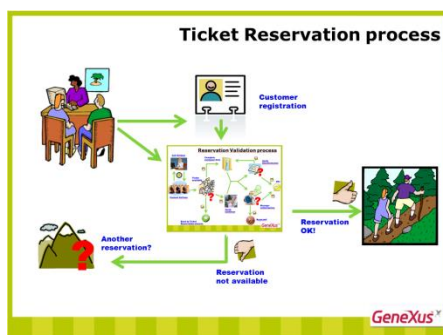 Ticket Reservation process
Customer
registration
Reservation Validation process
Reservation
OK!
Another
reservation?
Reservation
not available
GeneXus